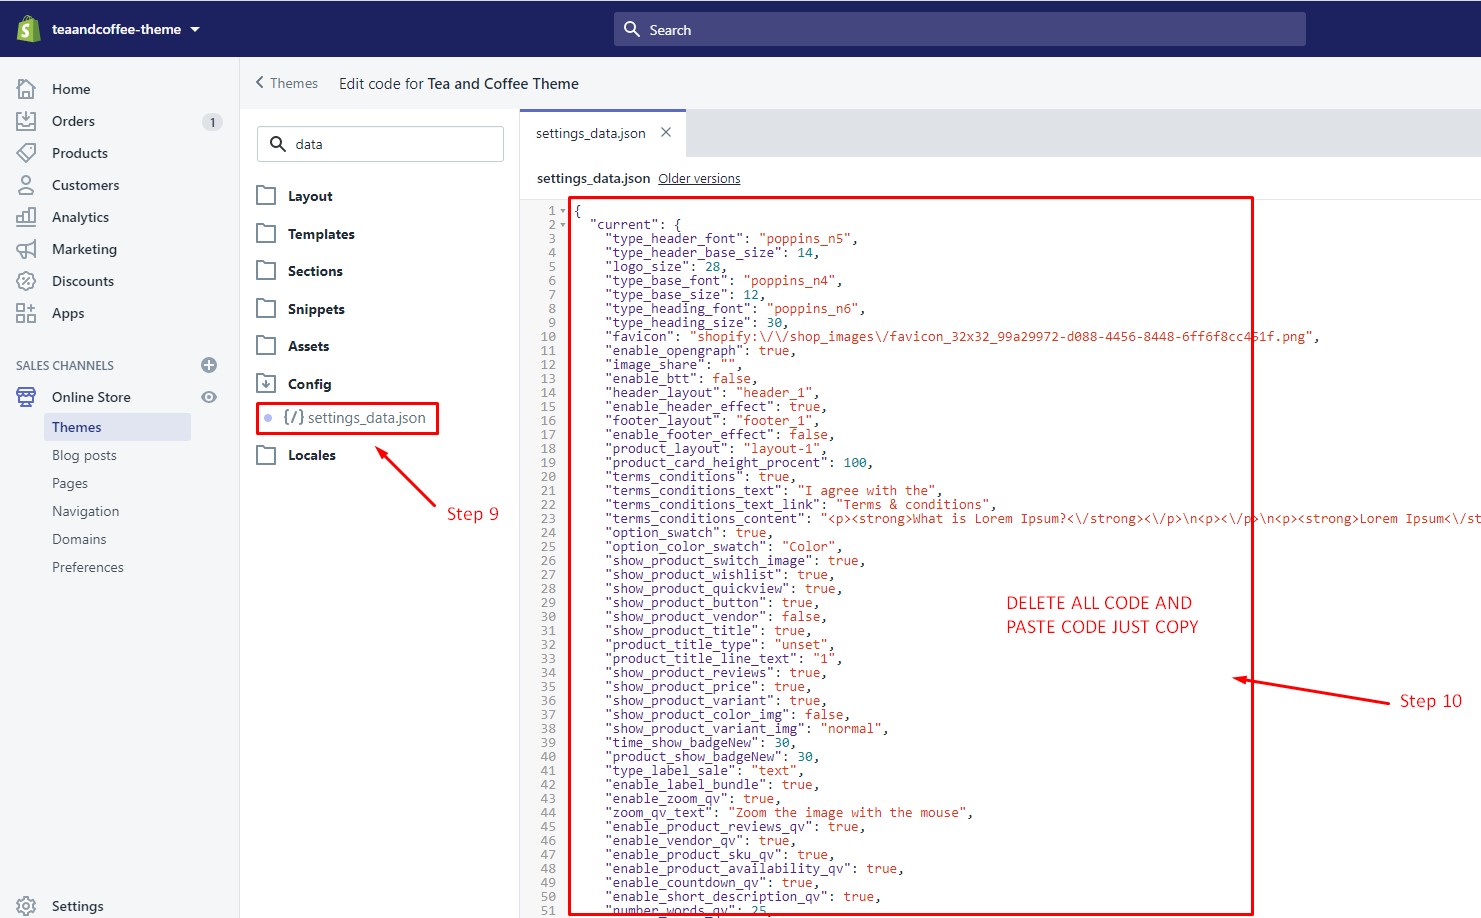 teaandcoffee-theme
Search
Home
Orders
1
Products
Customers
Analytics
Marketing
Discounts
Apps
SALES CHANNELS
Online Store
Themes
Blog posts
Pages
Navigation
Domains
Preferences
Settings
Themes
Edit code for Tea and Coffee Theme
data
Layout
Templates
Sections
Snippets
Assets
Config
{/} settings_data.json
Locales
Step 9
settings_data.json ×
settings_data.json Older versions
1 {
2 "current": {
3 "type_header_font": "poppins_n5",
4 "type_header_base_size": 14,
5 "logo_size": 28,
6 "type_base_font": "poppins_n4",
7 "type_base_size": 12,
8 "type_heading_font": "poppins_n6",
9 "type_heading_size": 30,
10 "favicon": "shopify:\/\/shop_images\/favicon_32x32_99a29972-d088-4456-8448-6ff6f8cc451f.png",
11 "enable_opengraph": true,
12 "image_share": "",
13 "enable_btt": false,
14 "header_layout": "header_1",
15 "enable_header_effect": true,
16 "footer_layout": "footer_1",
17 "enable_footer_effect": false,
18 "product_layout": "layout-1",
19 "product_card_height_procent": 100,
20 "terms_conditions": true,
21 "terms_conditions_text": "I agree with the",
22 "terms_conditions_text_link": "Terms & conditions",
23 "terms_conditions_content": "<p><strong>What is Lorem Ipsum?<\/strong><\/p>\n<p><\/p>\n<p><strong>Lorem Ipsum<\/st
24 "option_swatch": true,
25 "option_color_swatch": "Color",
26 "show_product_switch_image": true,
27 "show_product_wishlist": true,
28 "show_product_quickview": true,
29 "show_product_button": true,
30 "show_product_vendor": false,
31 "show_product_title": true,
32 "product_title_type": "unset",
33 "product_title_line_text": "1",
34 "show_product_reviews": true,
35 "show_product_price": true,
36 "show_product_variant": true,
37 "show_product_color_img": false,
38 "show_product_variant_img": "normal",
39 "time_show_badgeNew": 30,
40 "product_show_badgeNew": 30,
41 "type_label_sale": "text",
42 "enable_label_bundle": true,
43 "enable_zoom_qv": true,
44 "zoom_qv_text": "Zoom the image with the mouse",
45 "enable_product_reviews_qv": true,
46 "enable_vendor_qv": true,
47 "enable_product_sku_qv": true,
48 "enable_product_availability_qv": true,
49 "enable_countdown_qv": true,
50 "enable_short_description_qv": true,
51 "number_words_qv": 25,
DELETE ALL CODE AND
PASTE CODE JUST COPY
Step 10